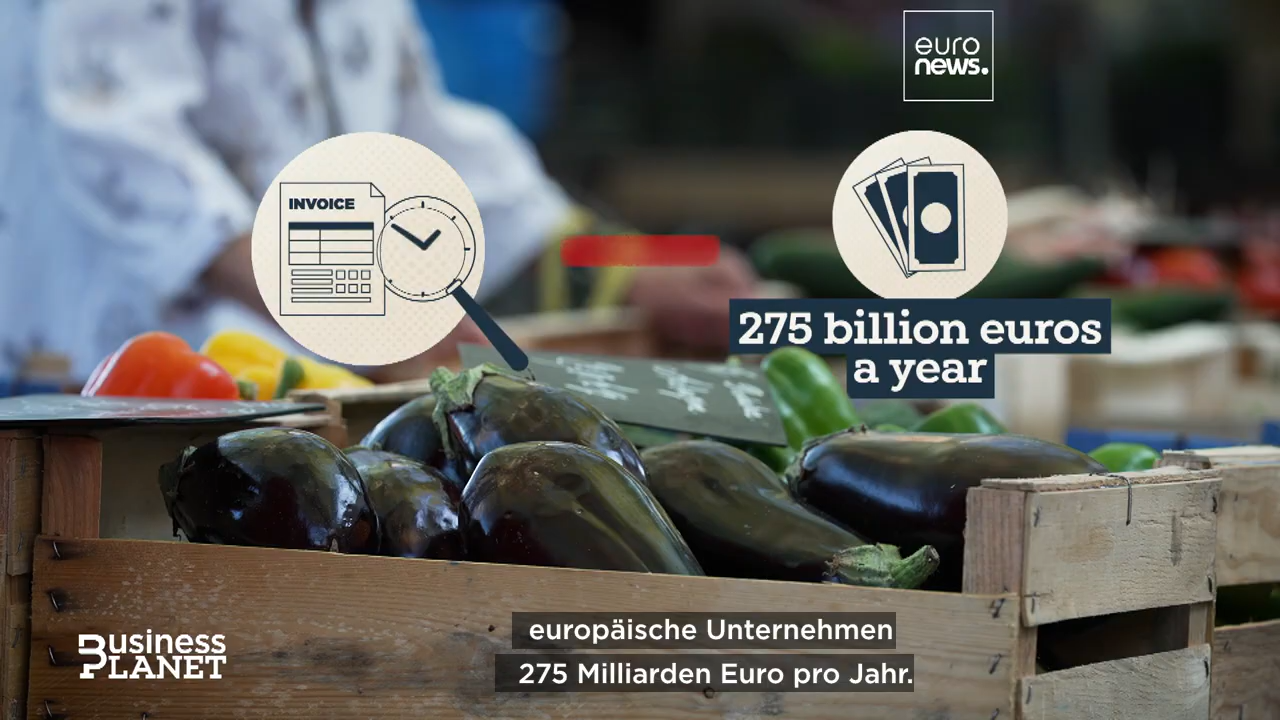 euro
news.
INVOICE
275 billion euros
a year
Business
PLANET
europäische Unternehmen
275 Milliarden Euro pro Jahr.